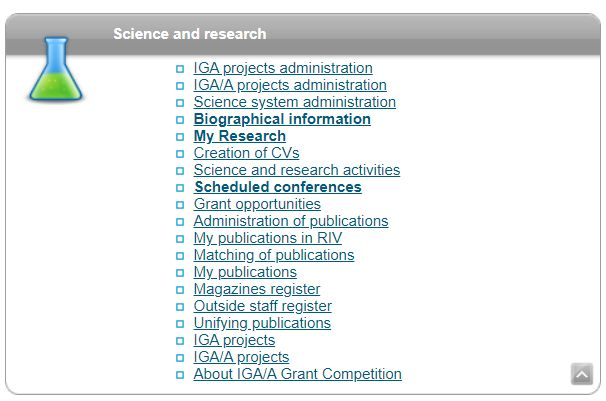 Science and research
IGA projects administration
IGA/A projects administration
Science system administration
Biographical information
My Research
Creation of CVs
Science and research activities
Scheduled conferences
Grant opportunities
Administration of publications
My publications in RIV
Matching of publications
My publications
Magazines register
Outside staff register
Unifying publications
IGA projects
IGA/A projects
About IGA/A Grant Competition